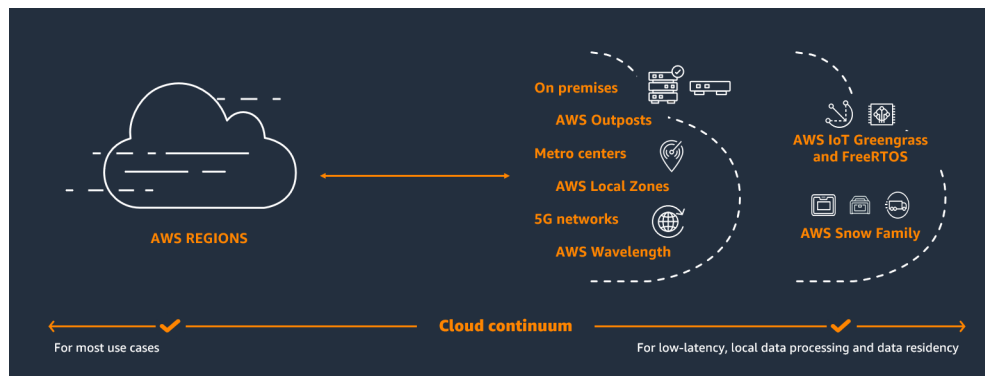 AWS REGIONS
On premises
AWS Outposts
Metro centers
AWS Local Zones
5G networks
AWS Wavelength
AWS IoT Greengrass
and FreeRTOS
AWS Snow Family
Cloud continuum
For most use cases
For low-latency, local data processing and data residency